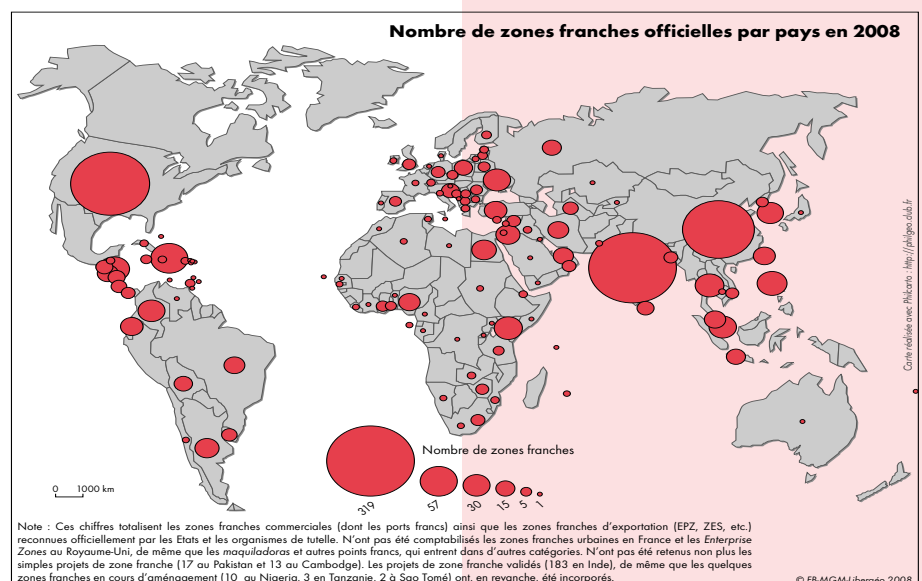 Nombre de zones franches officielles par pays en 2008
Carte réalisée avec Philcarto : http://philgeo.club.fr
Nombre de zones franches
0 1000 km
319 57 30 15 5 1
Note : Ces chiffres totalisent les zones franches commerciales (dont les ports francs) ainsi que les zones franches d'exportation (EPZ, ZES, etc.)
reconnues officiellement par les Etats et les organismes de tutelle. N'ont pas été comptabilisés les zones franches urbaines en France et les Enterprise
Zones au Royaume-Uni, de même que les maquiladoras et autres points francs, qui entrent dans d'autres catégories. N'ont pas été retenus non plus les
simples projets de zone franche (17 au Pakistan et 13 au Cambodge). Les projets de zone franche validés (183 en Inde), de même que les quelques
zones franches en cours d'aménagement (10 au Nigeria, 3 en Tanzanie, 2 à Sao Tomé) ont, en revanche, été incorporés.
© FB-MGM-Libergéo 2008